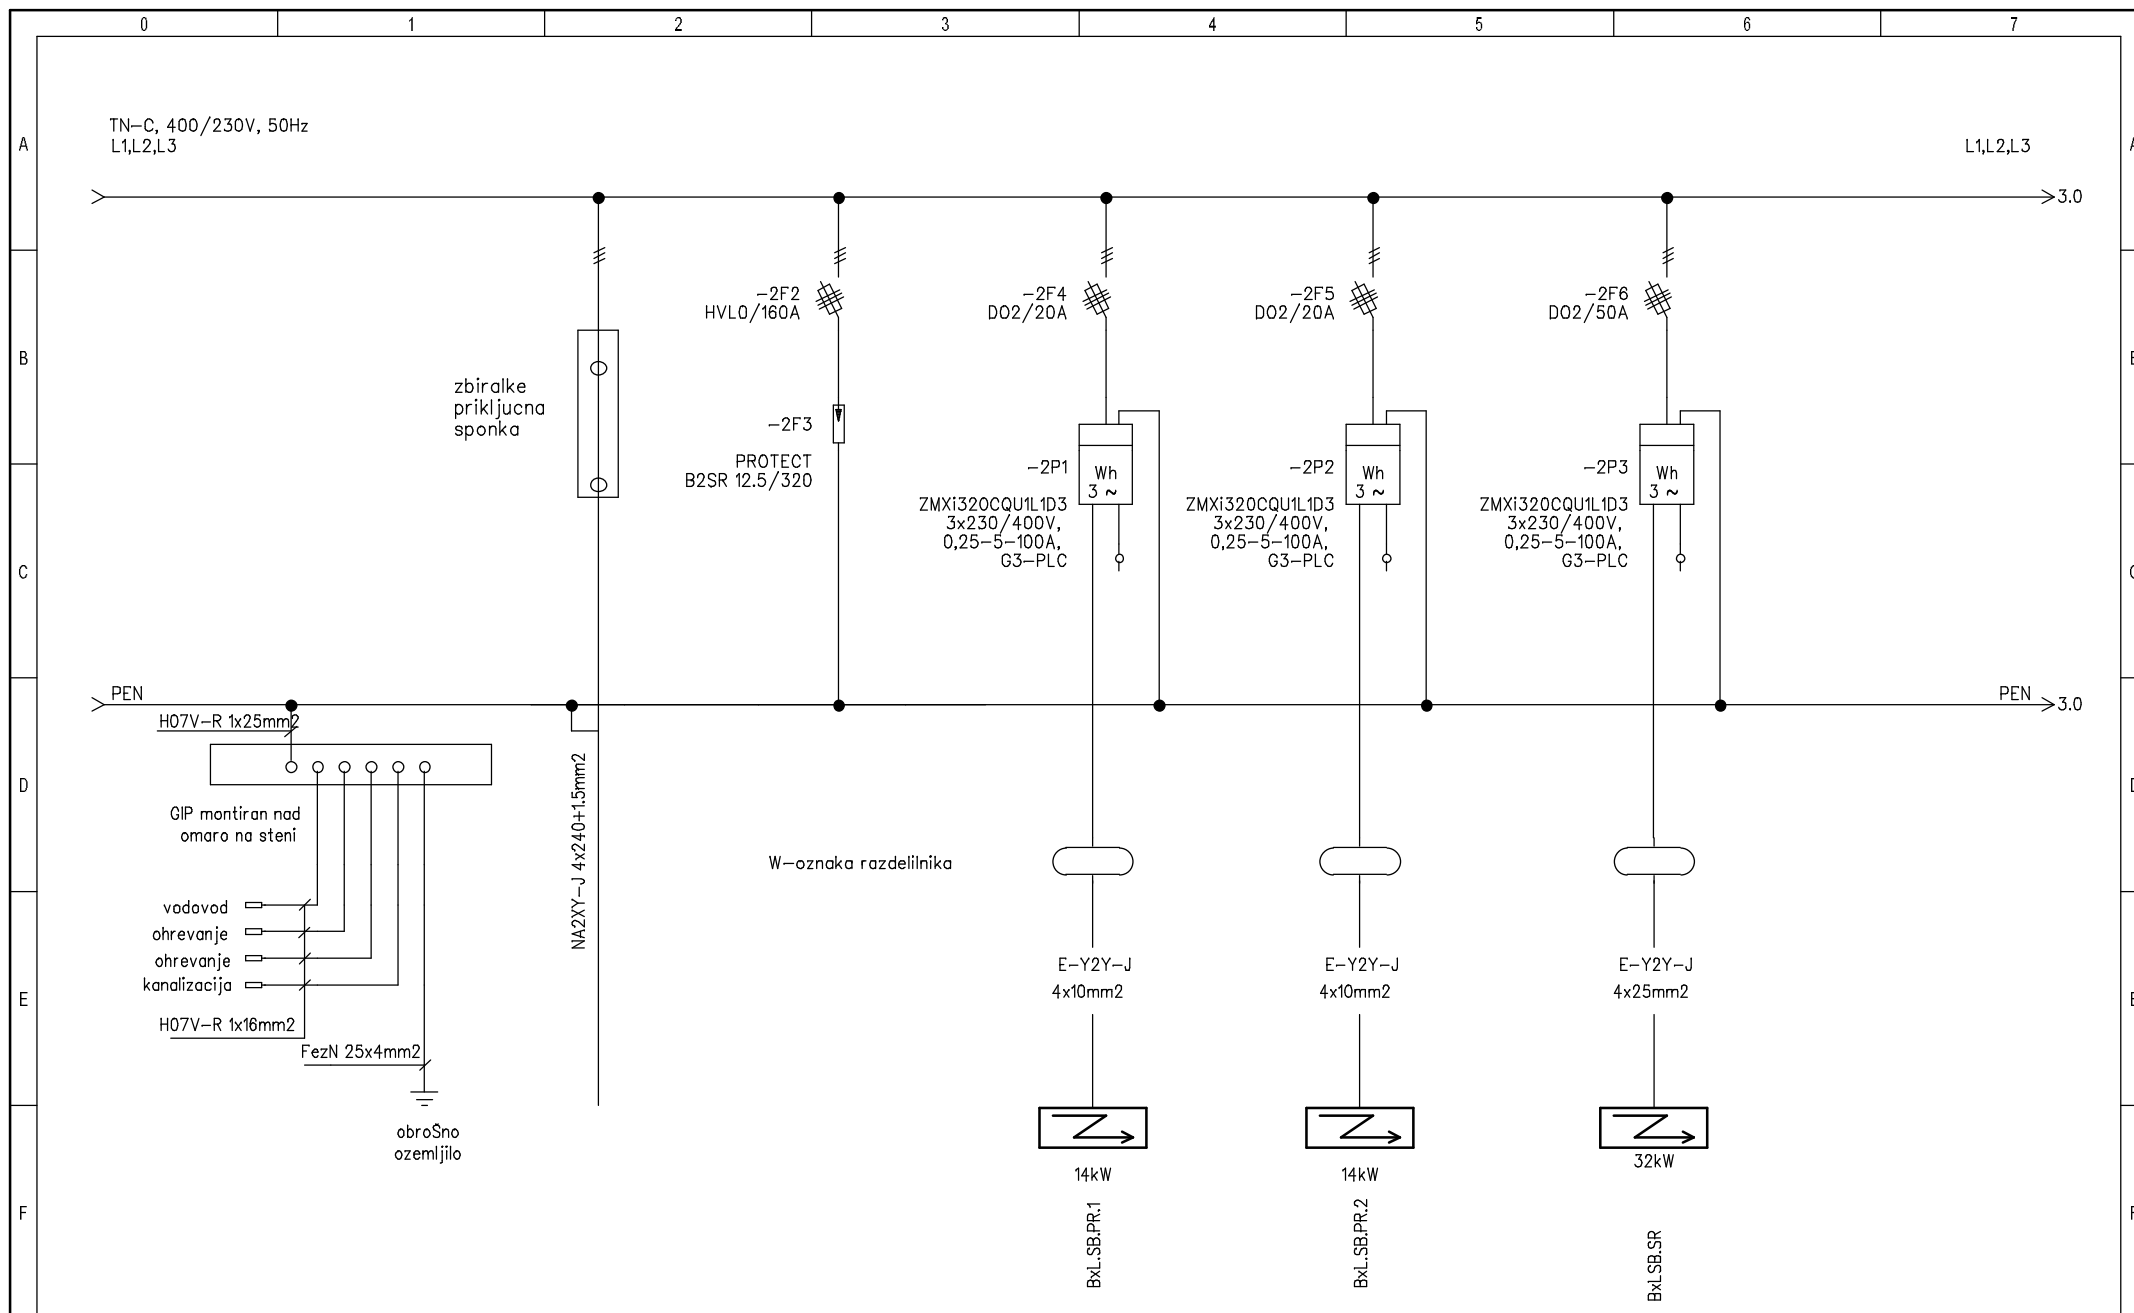 0 1 2 3 4 5 6 7
TN-C, 400/230V, 50Hz
L1,L2,L3
L1,L2,L3
A
A
3.0
-2F2
HVL0/160A
-2F4
D02/20A
-2F5
D02/20A
-2F6
D02/50A
B
zbiralke
prikljucna
sponka
-2F3
PROTECT
B2SR 12.5/320
-2P1
Wh
3 ~
ZMXi320CQU1L1D3
3x230/400V,
0,25-5-100A,
G3-PLC
-2P2
Wh
3 ~
ZMXi320CQU1L1D3
3x230/400V,
0,25-5-100A,
G3-PLC
-2P3
Wh
3 ~
ZMXi320CQU1L1D3
3x230/400V,
0,25-5-100A,
G3-PLC
C
PEN
PEN
3.0
H07V-R 1x25mm2
D
GIP montiran nad
omaro na steni
NA2XY-J 4x240+1.5mm2
W-oznaka razdelilnika
vodovod
ohrevanje
ohrevanje
kanalizacija
E
H07V-R 1x16mm2
FezN 25x4mm2
E-Y2Y-J
4x10mm2
E-Y2Y-J
4x10mm2
E-Y2Y-J
4x25mm2
obroSno
ozemljilo
14kW
14kW
32kW
F
BxL.SB.PR.1
BxL.SB.PR.2
BxLSB.SR